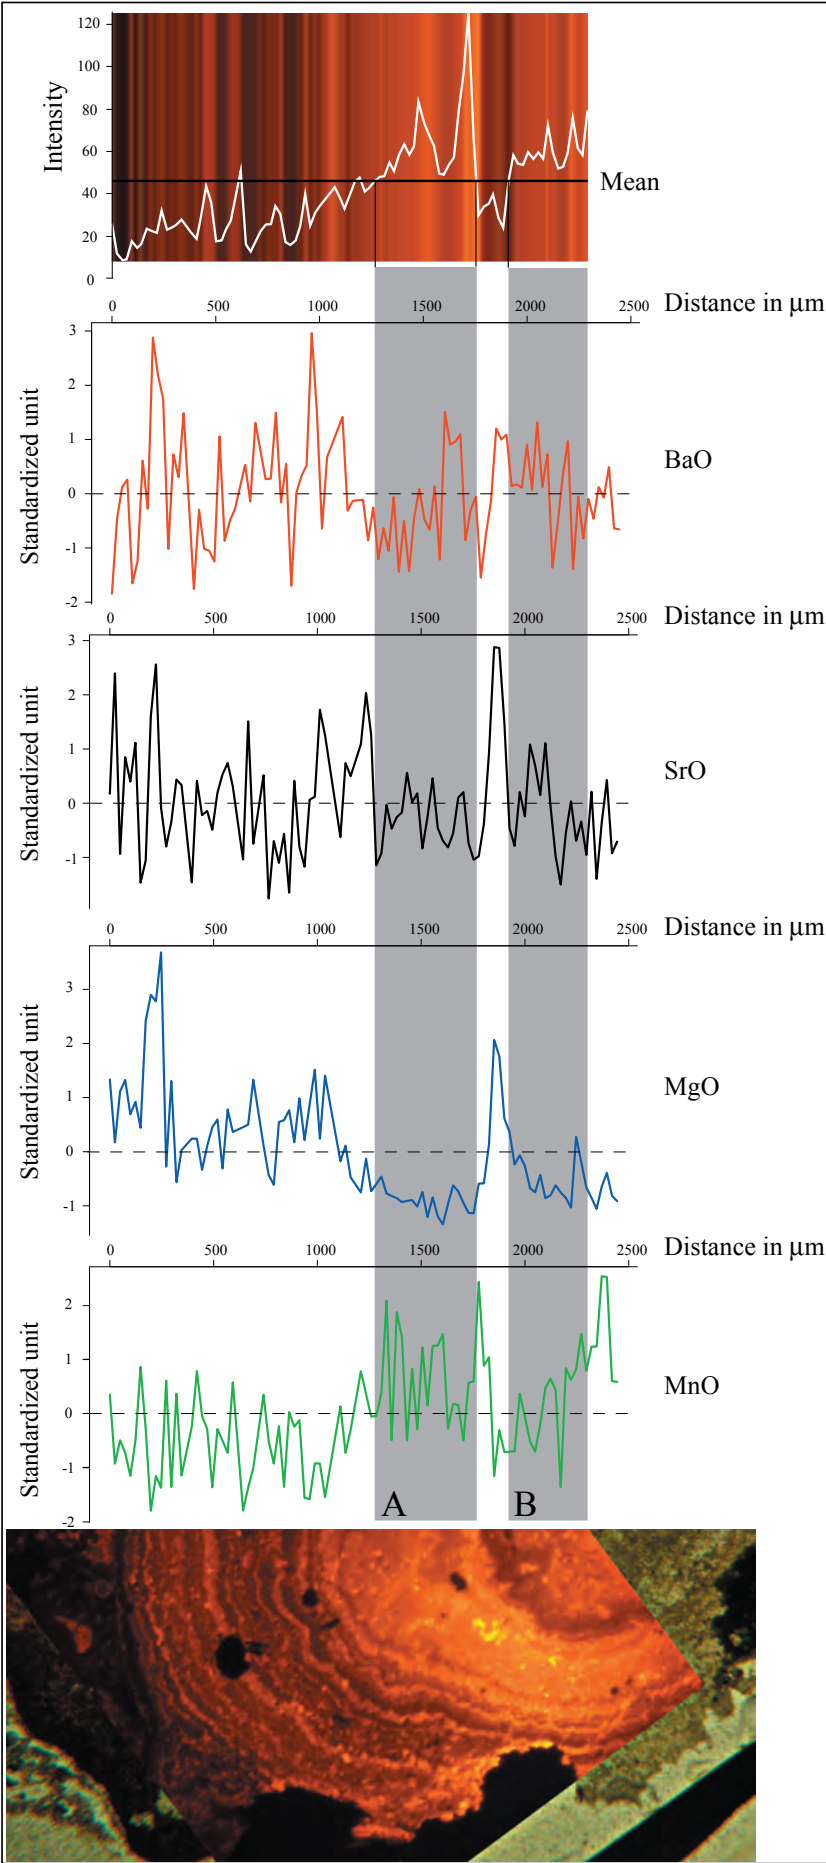 120
100
80
60
40
20
0
Intensity
Mean
0 500 1000 1500 2000 2500 Distance in μm
3
2
1
0
-1
-2
Standardized unit
BaO
0 500 1000 1500 2000 2500 Distance in μm
3
2
1
0
-1
Standardized unit
SrO
0 500 1000 1500 2000 2500 Distance in μm
3
2
1
0
-1
Standardized unit
MgO
0 500 1000 1500 2000 2500 Distance in μm
2
1
0
-1
-2
Standardized unit
MnO
A B